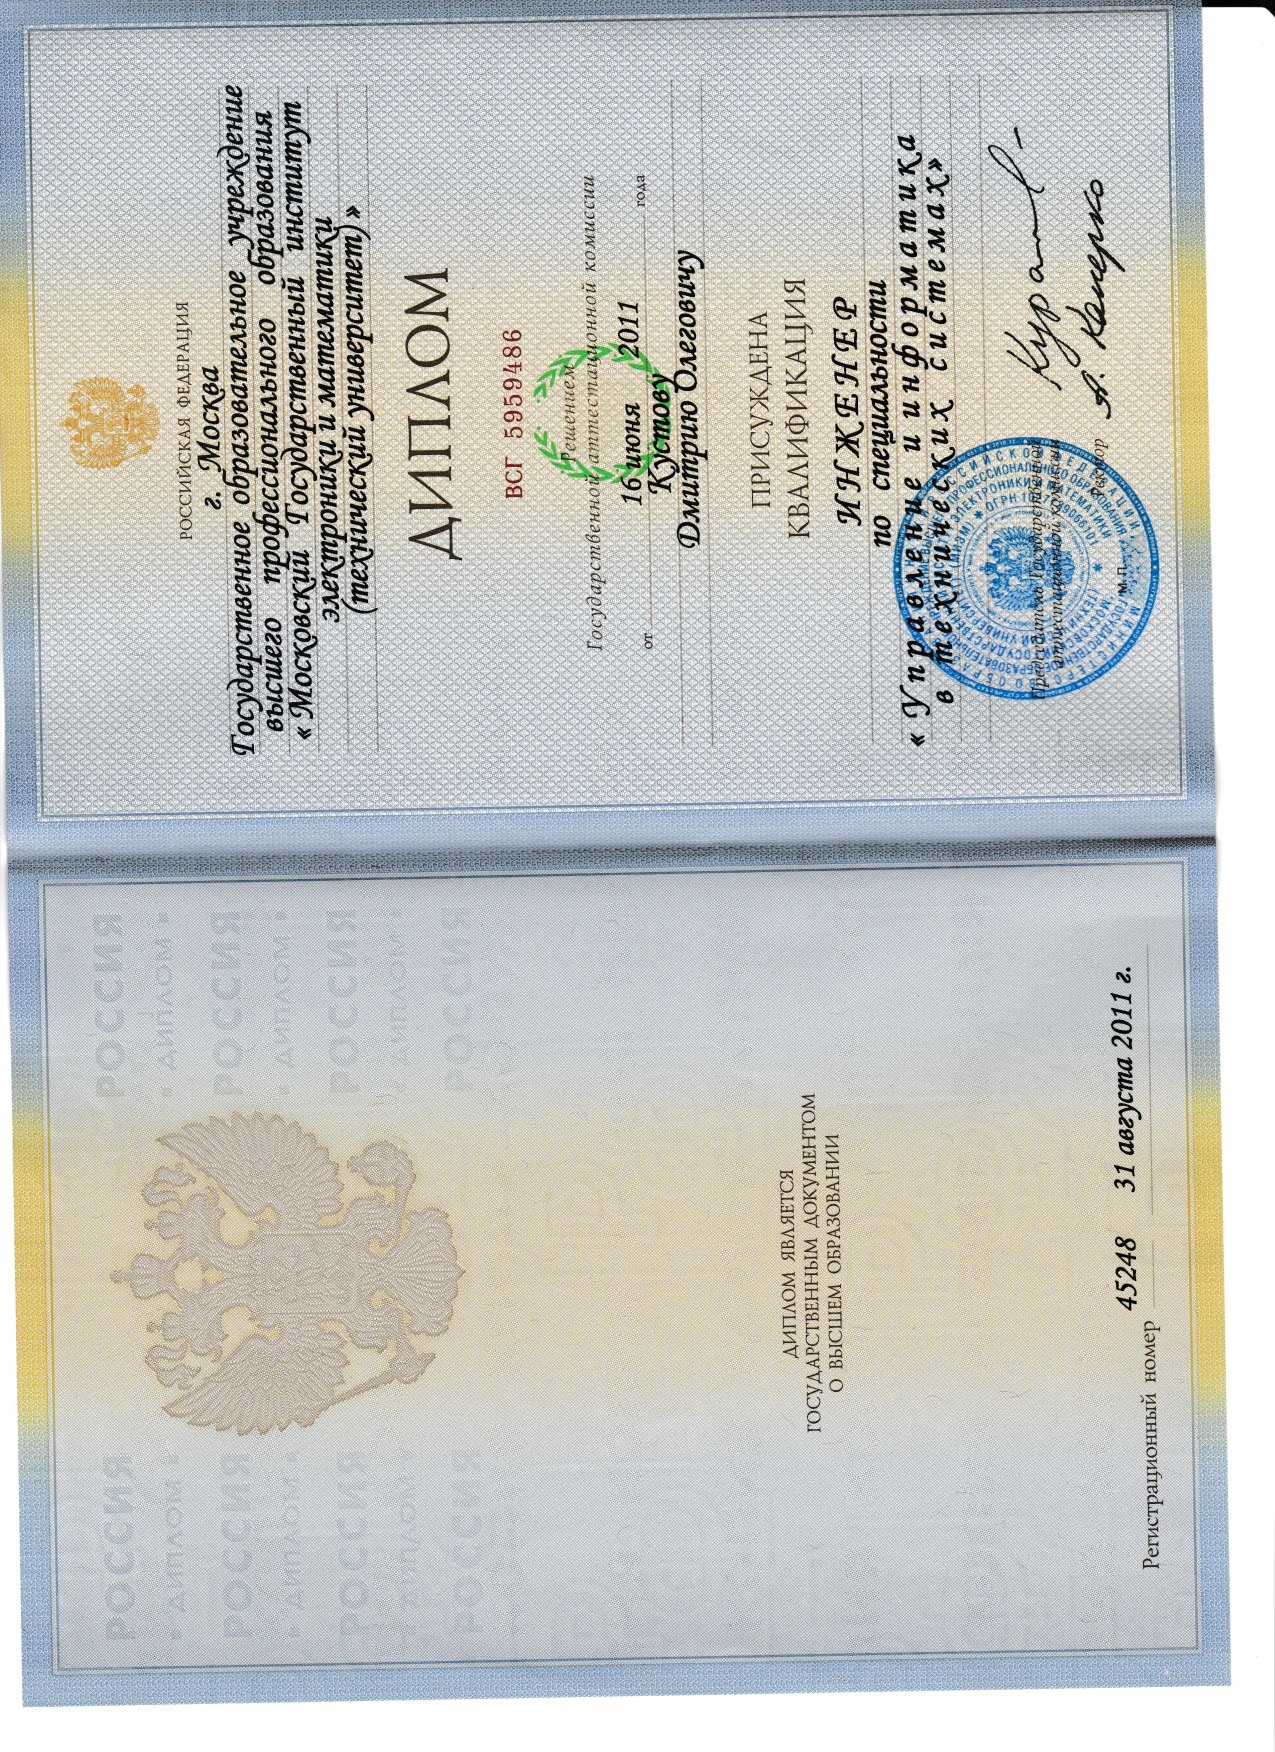 РОССИЯ
• ДИПЛОМ •
РОССИЯ
• ДИПЛОМ •
РОССИЯ
• ДИПЛОМ •
РОССИЯ
РОССИЯ
• ДИПЛОМ •
РОССИЯ
• ДИПЛОМ •
РОССИЯ
• ДИПЛОМ •
РОССИЯ
ДИПЛОМ ЯВЛЯЕТСЯ
ГОСУДАРСТВЕННЫМ ДОКУМЕНТОМ
О ВЫСШЕМ ОБРАЗОВАНИИ
Регистрационный номер 45248 31 августа 2011 г.
РОССИЙСКАЯ ФЕДЕРАЦИЯ
г. Москва
Государственное образовательное учреждение
высшего профессионального образования
« Московский Государственный институт
электроники и математики
(технический университет) »
ДИПЛОМ
ВСГ 5959486
Решением
Государственной аттестационной комиссии
от 16 июня 2011 года
Кустову
Дмитрию Олеговичу
ПРИСУЖДЕНА
КВАЛИФИКАЦИЯ
ИНЖЕНЕР
по специальности
« Управление и информатика
в технических системах»
Председатель Государственной
аттестационной комиссии
Ректор
М. П.